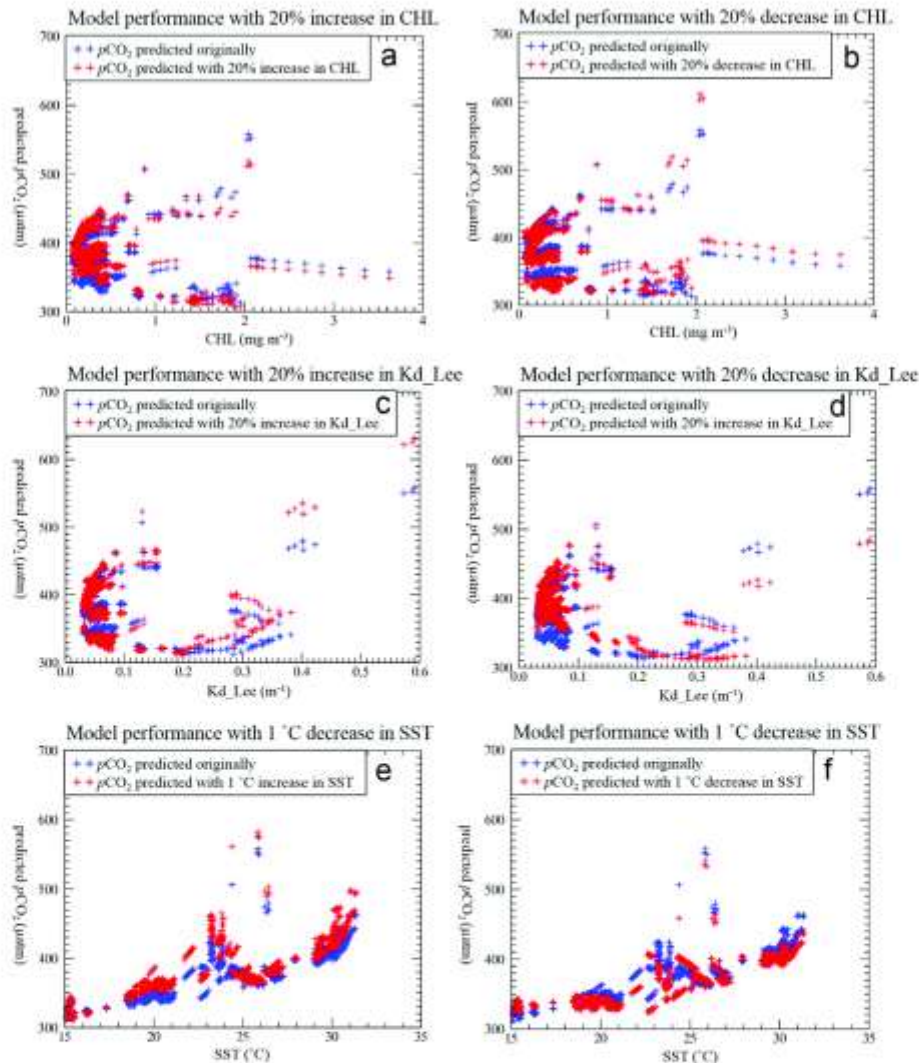 Model performance with 20% increase in CHL
700
600
500
400
300
predicted pCO₂ (μatm)
pCO₂ predicted originally
pCO₂ predicted with 20% increase in CHL
a
0
1
2
3
4
CHL (mg m⁻³)
Model performance with 20% decrease in CHL
700
600
500
400
300
predicted pCO₂ (μatm)
pCO₂ predicted originally
pCO₂ predicted with 20% decrease in CHL
b
0
1
2
3
4
CHL (mg m⁻³)
Model performance with 20% increase in Kd_Lee
700
600
500
400
300
predicted pCO₂ (μatm)
pCO₂ predicted originally
pCO₂ predicted with 20% increase in Kd_Lee
c
0.0
0.1
0.2
0.3
0.4
0.5
0.6
Kd_Lee (m⁻¹)
Model performance with 20% decrease in Kd_Lee
700
600
500
400
300
predicted pCO₂ (μatm)
pCO₂ predicted originally
pCO₂ predicted with 20% increase in Kd_Lee
d
0.0
0.1
0.2
0.3
0.4
0.5
0.6
Kd_Lee (m⁻¹)
Model performance with 1 ˚C decrease in SST
700
600
500
400
300
predicted pCO₂ (μatm)
pCO₂ predicted originally
pCO₂ predicted with 1 ˚C increase in SST
e
15
20
25
30
35
SST (˚C)
Model performance with 1 ˚C decrease in SST
700
600
500
400
300
predicted pCO₂ (μatm)
pCO₂ predicted originally
pCO₂ predicted with 1 ˚C decrease in SST
f
15
20
25
30
35
SST (˚C)